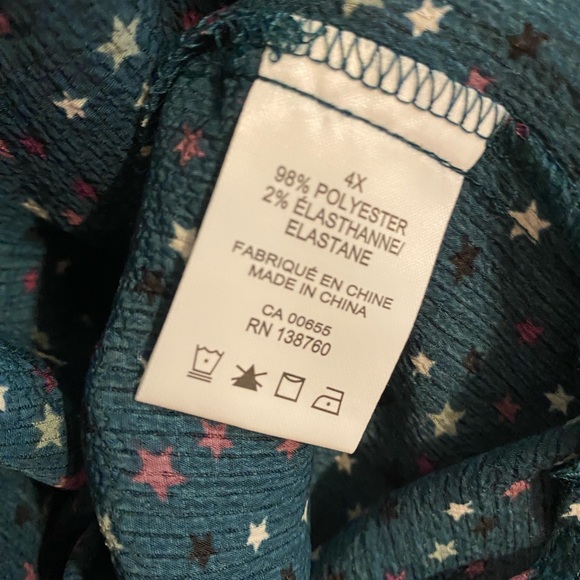 4X
98% POLYESTER
2% ÉLASTHANNE/
ELASTANE
FABRIQUÉ EN CHINE
MADE IN CHINA
CA 00655
RN 138760